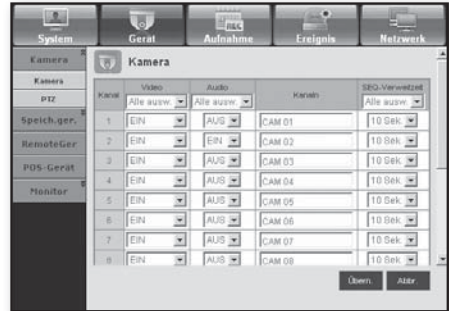 System Gerät Aufnahme Ereignis Netzwerk
REC
Kamera
Kamera
PTZ
Speich.ger.
RemoteGer
POS-Gerät
Monitor
Kamera
Kanal Video Audio Kanaln SEQ-Verweilzeit
Alle ausw. Alle ausw. Alle ausw.
1 EIN AUS CAM 01 10 Sek.
2 EIN EIN CAM 02 10 Sek.
3 EIN AUS CAM 03 10 Sek.
4 EIN AUS CAM 04 10 Sek.
5 EIN AUS CAM 05 10 Sek.
6 EIN AUS CAM 06 10 Sek.
7 EIN AUS CAM 07 10 Sek.
8 EIN AUS CAM 08 10 Sek.
Übern. Abbr.